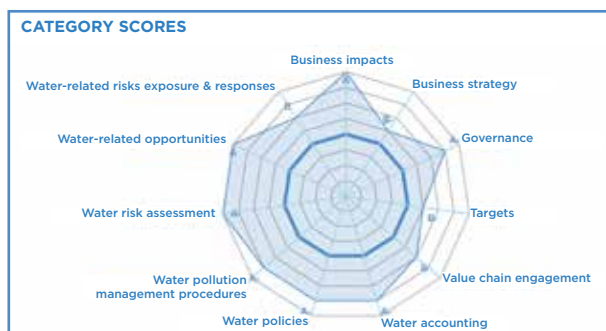 CATEGORY SCORES
Business impacts
Water-related risks exposure & responses
Business strategy
Water-related opportunities
Governance
Water risk assessment
Targets
Water pollution
management procedures
Value chain engagement
Water policies
Water accounting